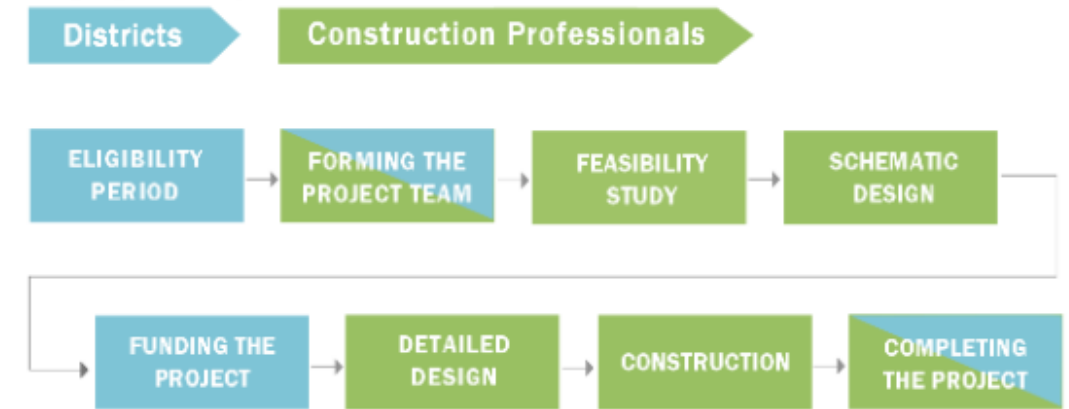 Districts
Construction Professionals
ELIGIBILITY
PERIOD
FORMING THE
PROJECT TEAM
FEASIBILITY
STUDY
SCHEMATIC
DESIGN
FUNDING THE
PROJECT
DETAILED
DESIGN
CONSTRUCTION
COMPLETING
THE PROJECT